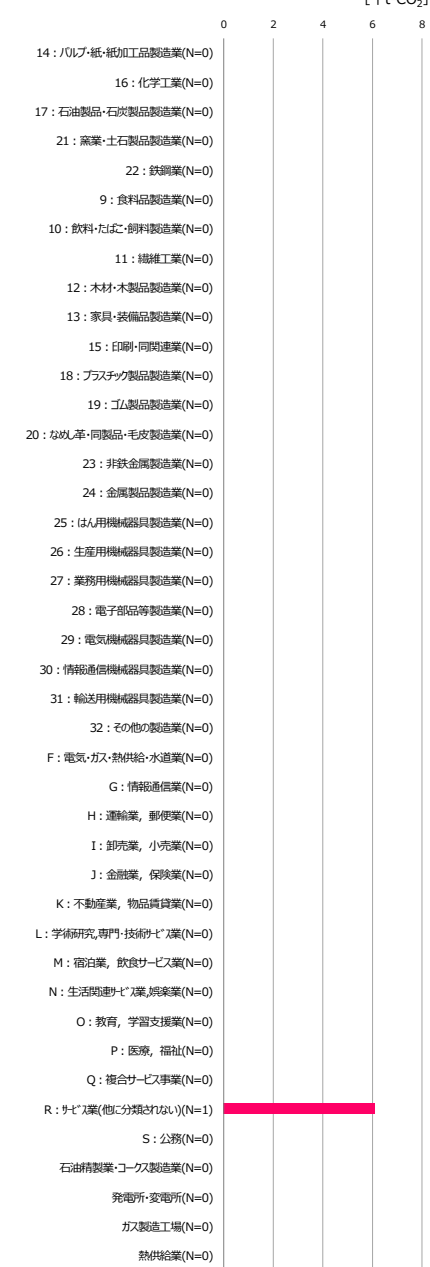 [千t-CO₂]
0 2 4 6 8
14：パルプ・紙・紙加工品製造業(N=0)
16：化学工業(N=0)
17：石油製品・石炭製品製造業(N=0)
21：窯業・土石製品製造業(N=0)
22：鉄鋼業(N=0)
9：食料品製造業(N=0)
10：飲料・たばこ・飼料製造業(N=0)
11：繊維工業(N=0)
12：木材・木製品製造業(N=0)
13：家具・装備品製造業(N=0)
15：印刷・同関連業(N=0)
18：プラスチック製品製造業(N=0)
19：ゴム製品製造業(N=0)
20：なめし革・同製品・毛皮製造業(N=0)
23：非鉄金属製造業(N=0)
24：金属製品製造業(N=0)
25：はん用機械器具製造業(N=0)
26：生産用機械器具製造業(N=0)
27：業務用機械器具製造業(N=0)
28：電子部品等製造業(N=0)
29：電気機械器具製造業(N=0)
30：情報通信機械器具製造業(N=0)
31：輸送用機械器具製造業(N=0)
32：その他の製造業(N=0)
F：電気・ガス・熱供給・水道業(N=0)
G：情報通信業(N=0)
H：運輸業，郵便業(N=0)
I：卸売業，小売業(N=0)
J：金融業，保険業(N=0)
K：不動産業，物品賃貸業(N=0)
L：学術研究,専門・技術ｻｰﾋﾞｽ業(N=0)
M：宿泊業，飲食サービス業(N=0)
N：生活関連ｻｰﾋﾞｽ業,娯楽業(N=0)
O：教育，学習支援業(N=0)
P：医療，福祉(N=0)
Q：複合サービス事業(N=0)
R：ｻｰﾋﾞｽ業(他に分類されない)(N=1)
S：公務(N=0)
石油精製業・コークス製造業(N=0)
発電所・変電所(N=0)
ガス製造工場(N=0)
熱供給業(N=0)